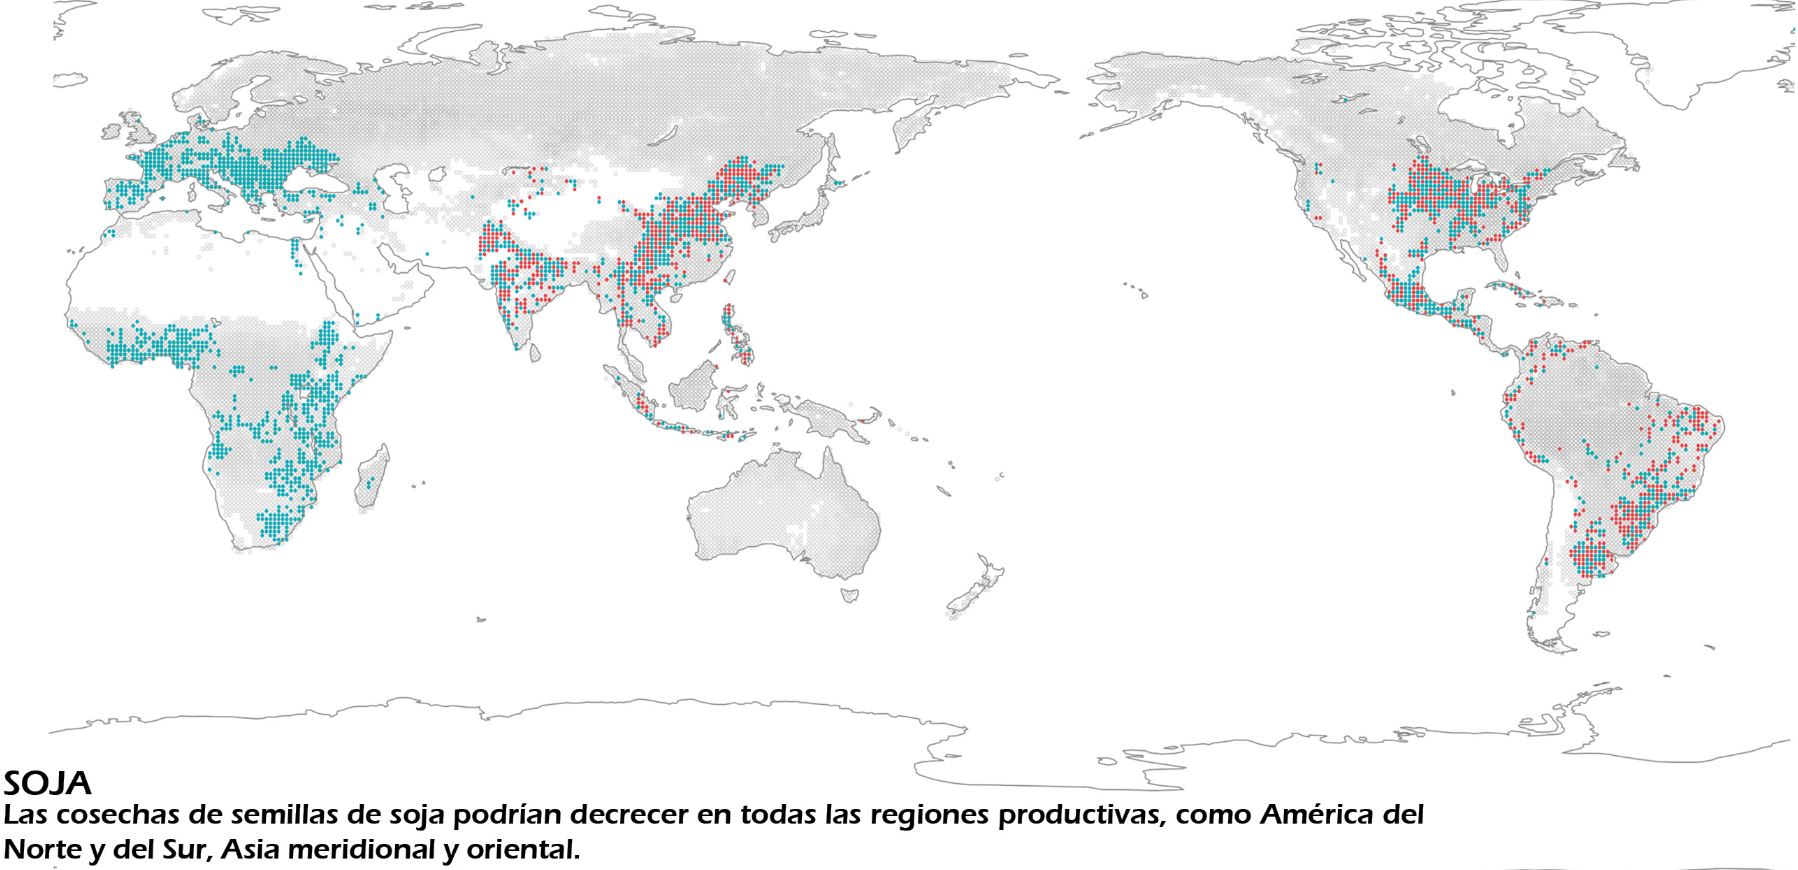 SOJA
Las cosechas de semillas de soja podrían decrecer en todas las regiones productivas, como América del
Norte y del Sur, Asia meridional y oriental.